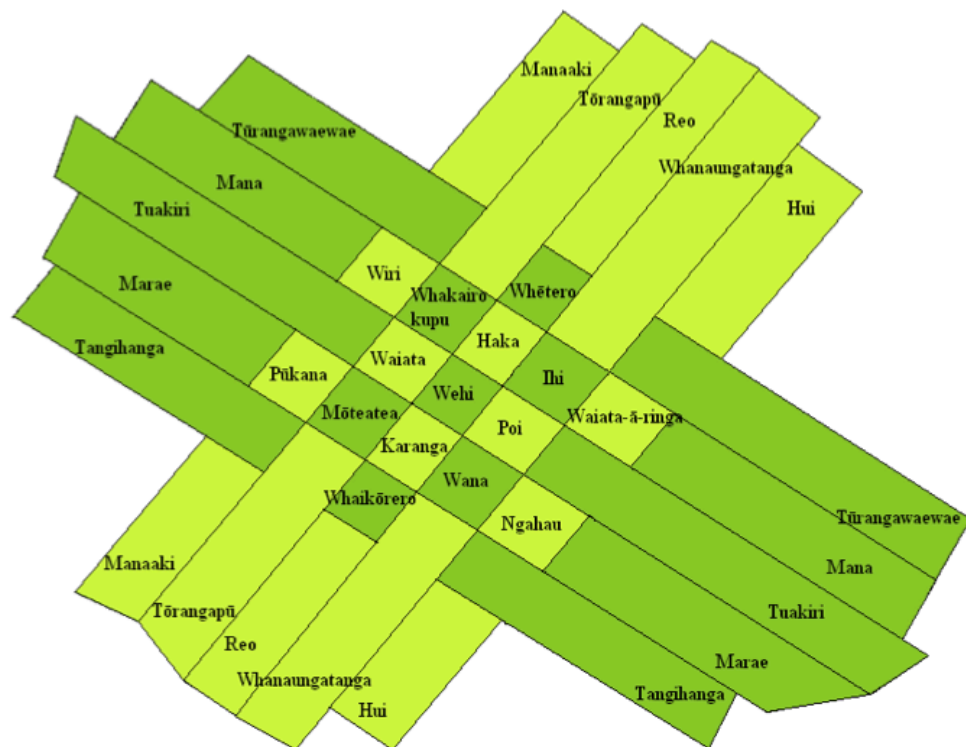 Manaaki
Tōrangapū
Reo
Tūrangawaewae
Whanaungatanga
Mana
Tuakiri
Hui
Wiri
Marae
Whakairo
kupu
Whētero
Haka
Tangihanga
Waiata
Pūkana
Ihi
Wehi
Mōteatea
Waiata-ā-ringa
Poi
Karanga
Wana
Whaikōrero
Ngahau
Tūrangawaewae
Manaaki
Mana
Tōrangapū
Tuakiri
Reo
Marae
Whanaungatanga
Tangihanga
Hui